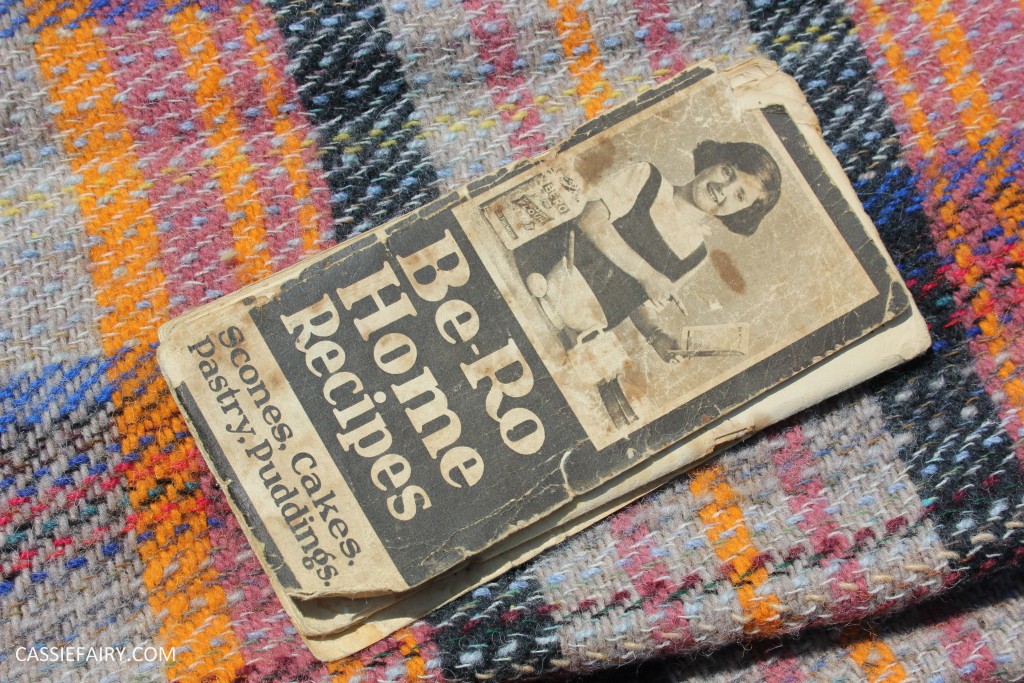 Be-Ro
Home
Recipes
Scones, Cakes,
Pastry, Puddings.
CASSIEFAIRY.COM